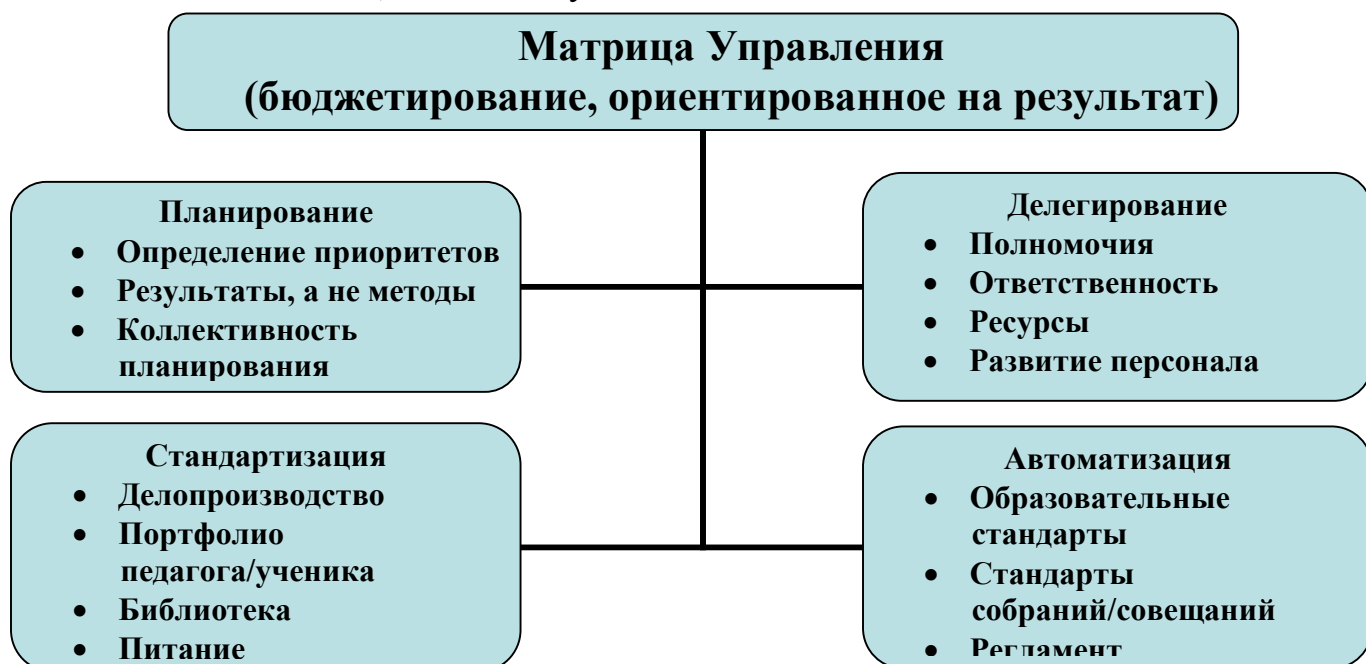 Матрица Управления
(бюджетирование, ориентированное на результат)
Планирование
• Определение приоритетов
• Результаты, а не методы
• Коллективность
планирования
Делегирование
• Полномочия
• Ответственность
• Ресурсы
• Развитие персонала
Стандартизация
• Делопроизводство
• Портфолио
педагога/ученика
• Библиотека
• Питание
Автоматизация
• Образовательные
стандарты
• Стандарты
собраний/совещаний
• Регламент